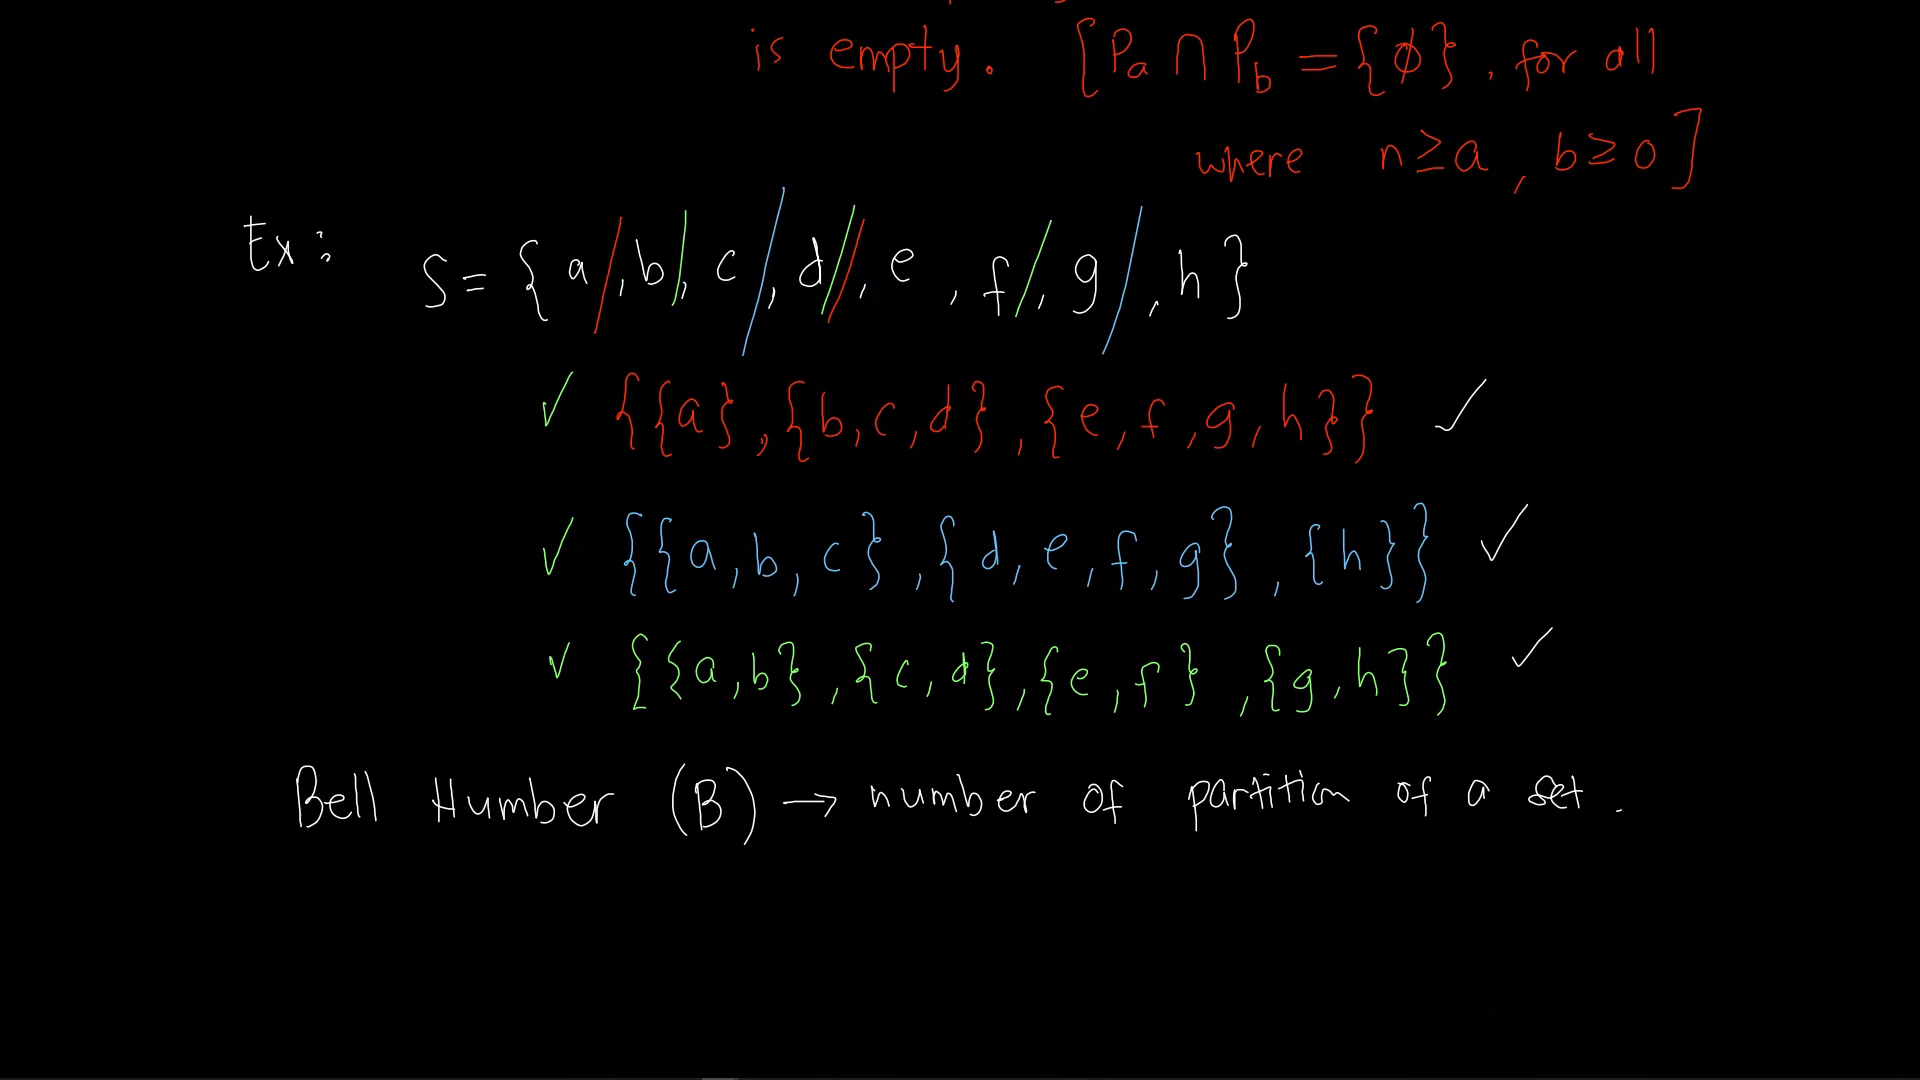 is empty. [Pa ∩ Pb = {ϕ}, for all
where n ≥ a, b ≥ 0]
Ex:
S = {a/, b/, c/, d//, e, f/, g/, h}
✓ {{a}, {b, c, d}, {e, f, g, h}} ✓
✓ {{a, b, c}, {d, e, f, g}, {h}} ✓
✓ {{a, b}, {c, d}, {e, f}, {g, h}} ✓
Bell Number (B) → number of partition of a set.